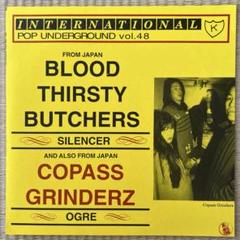 INTERNATIONAL
K
POP UNDERGROUND vol.48
FROM JAPAN
BLOOD
THIRSTY
BUTCHERS
SILENCER
AND ALSO FROM JAPAN
COPASS
GRINDERZ
OGRE
Copass Grinders